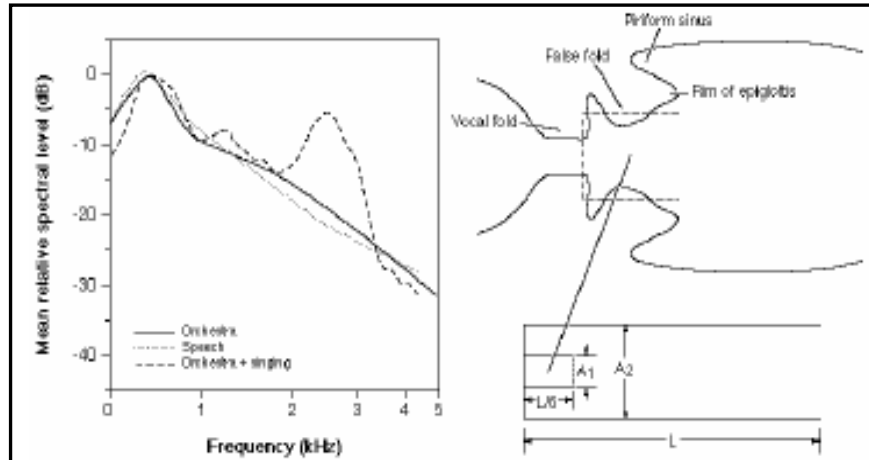 Mean relative spectral level (dB)
0
-10
-20
-30
-40
Orchestra
Speech
Orchestra + singing
0
1
2
3
4
5
Frequency (kHz)
Piriform sinus
False fold
Rim of epiglottis
Vocal fold
A1
A2
L/6
L